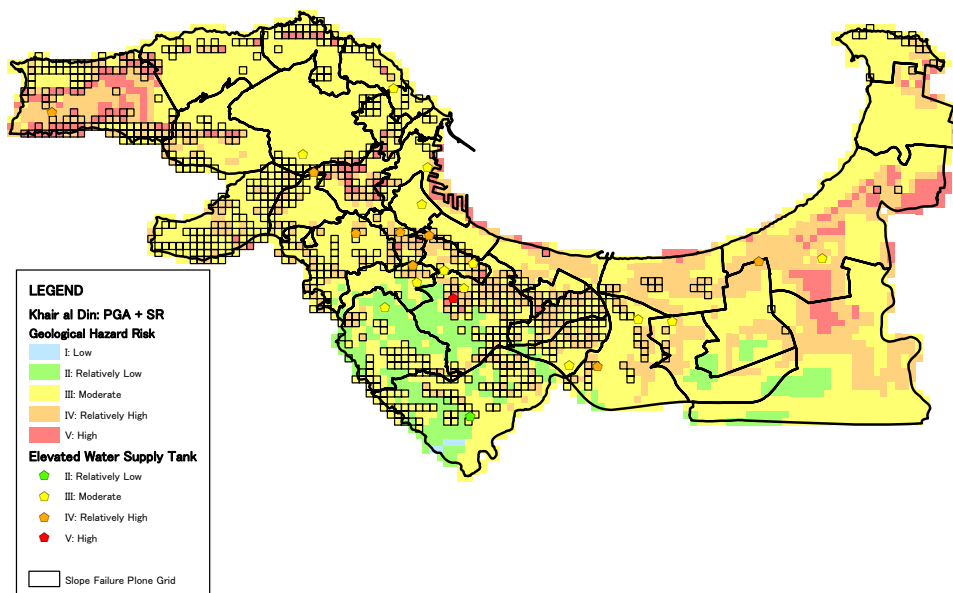 LEGEND
Khair al Din: PGA + SR
Geological Hazard Risk
I: Low
II: Relatively Low
III: Moderate
IV: Relatively High
V: High
Elevated Water Supply Tank
II: Relatively Low
III: Moderate
IV: Relatively High
V: High
Slope Failure Plone Grid